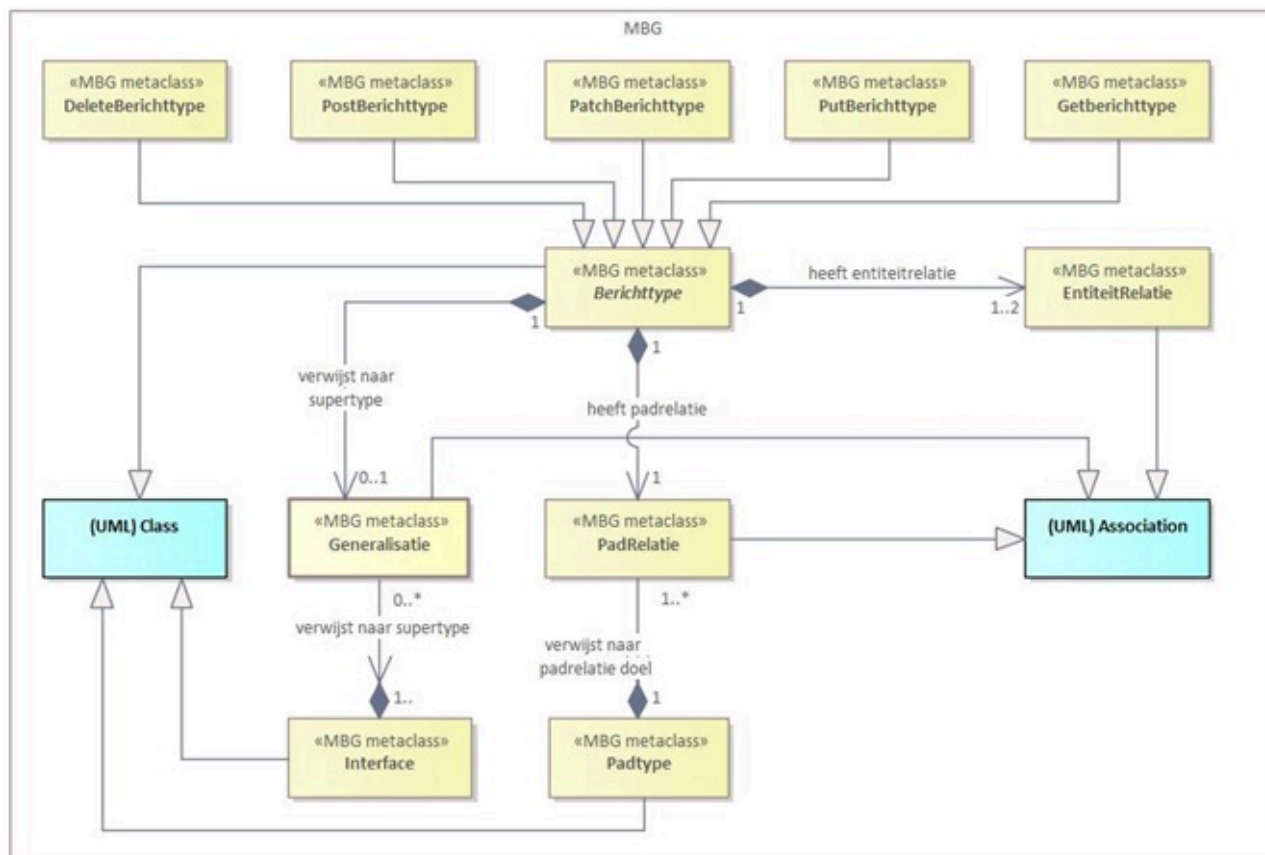 MBG
«MBG metaclass»
DeleteBerichttype
«MBG metaclass»
PostBerichttype
«MBG metaclass»
PatchBerichttype
«MBG metaclass»
PutBerichttype
«MBG metaclass»
Getberichttype
«MBG metaclass»
Berichttype
1
heeft entiteitrelatie
1..2
«MBG metaclass»
EntiteitRelatie
1
1
verwijst naar
supertype
heeft padrelatie
0..1
1
(UML) Class
«MBG metaclass»
Generalisatie
«MBG metaclass»
PadRelatie
(UML) Association
0..*
1..*
verwijst naar supertype
verwijst naar
padrelatie doel
1..
1
«MBG metaclass»
Interface
«MBG metaclass»
Padtype